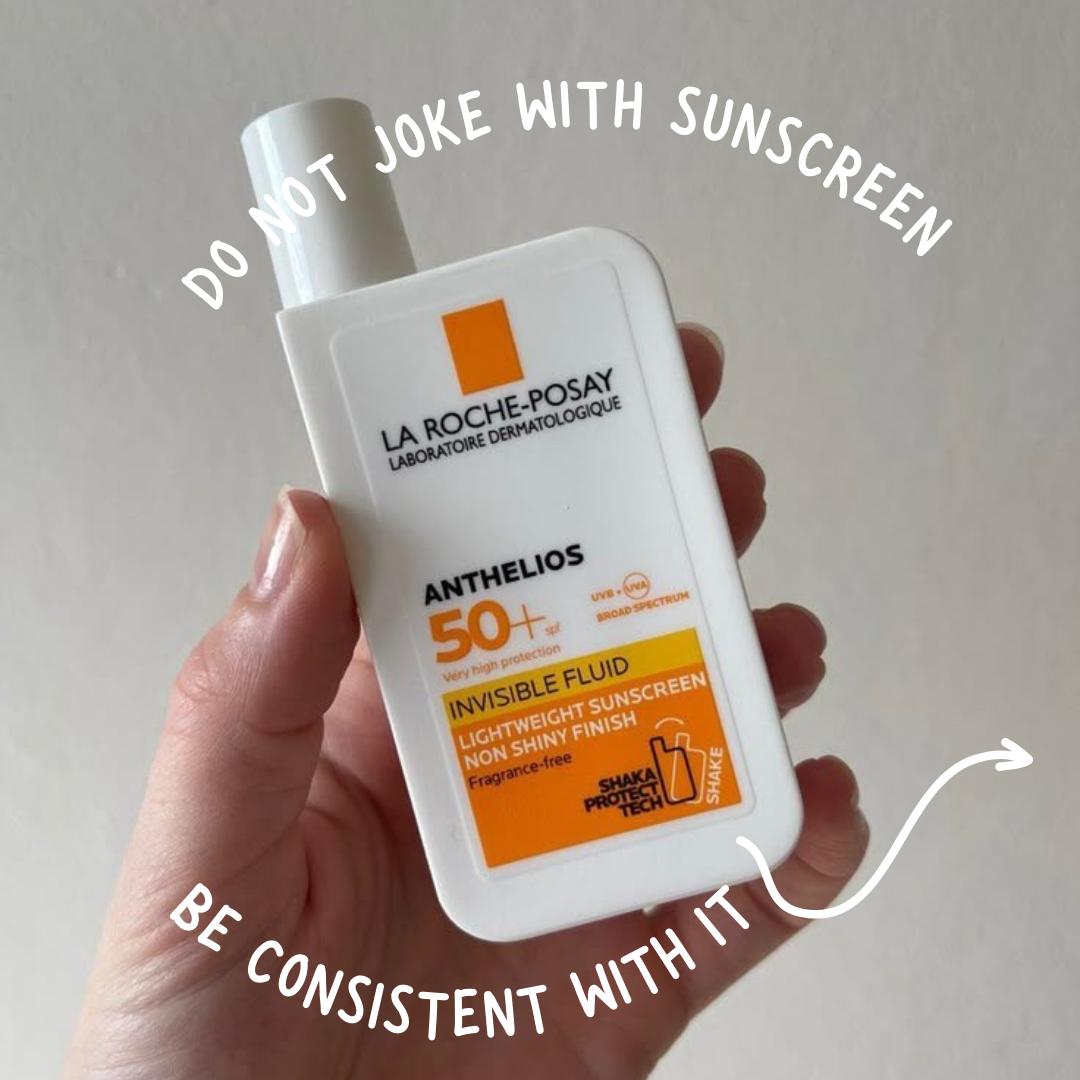 DO NOT JOKE WITH SUNSCREEN
LA ROCHE-POSAY
LABORATOIRE DERMATOLOGIQUE
ANTHELIOS
50+ spf
UVB + UVA
BROAD SPECTRUM
Very high protection
INVISIBLE FLUID
LIGHTWEIGHT SUNSCREEN
NON SHINY FINISH
Fragrance-free
SHAKA
PROTECT
TECH
SHAKE
BE CONSISTENT WITH IT